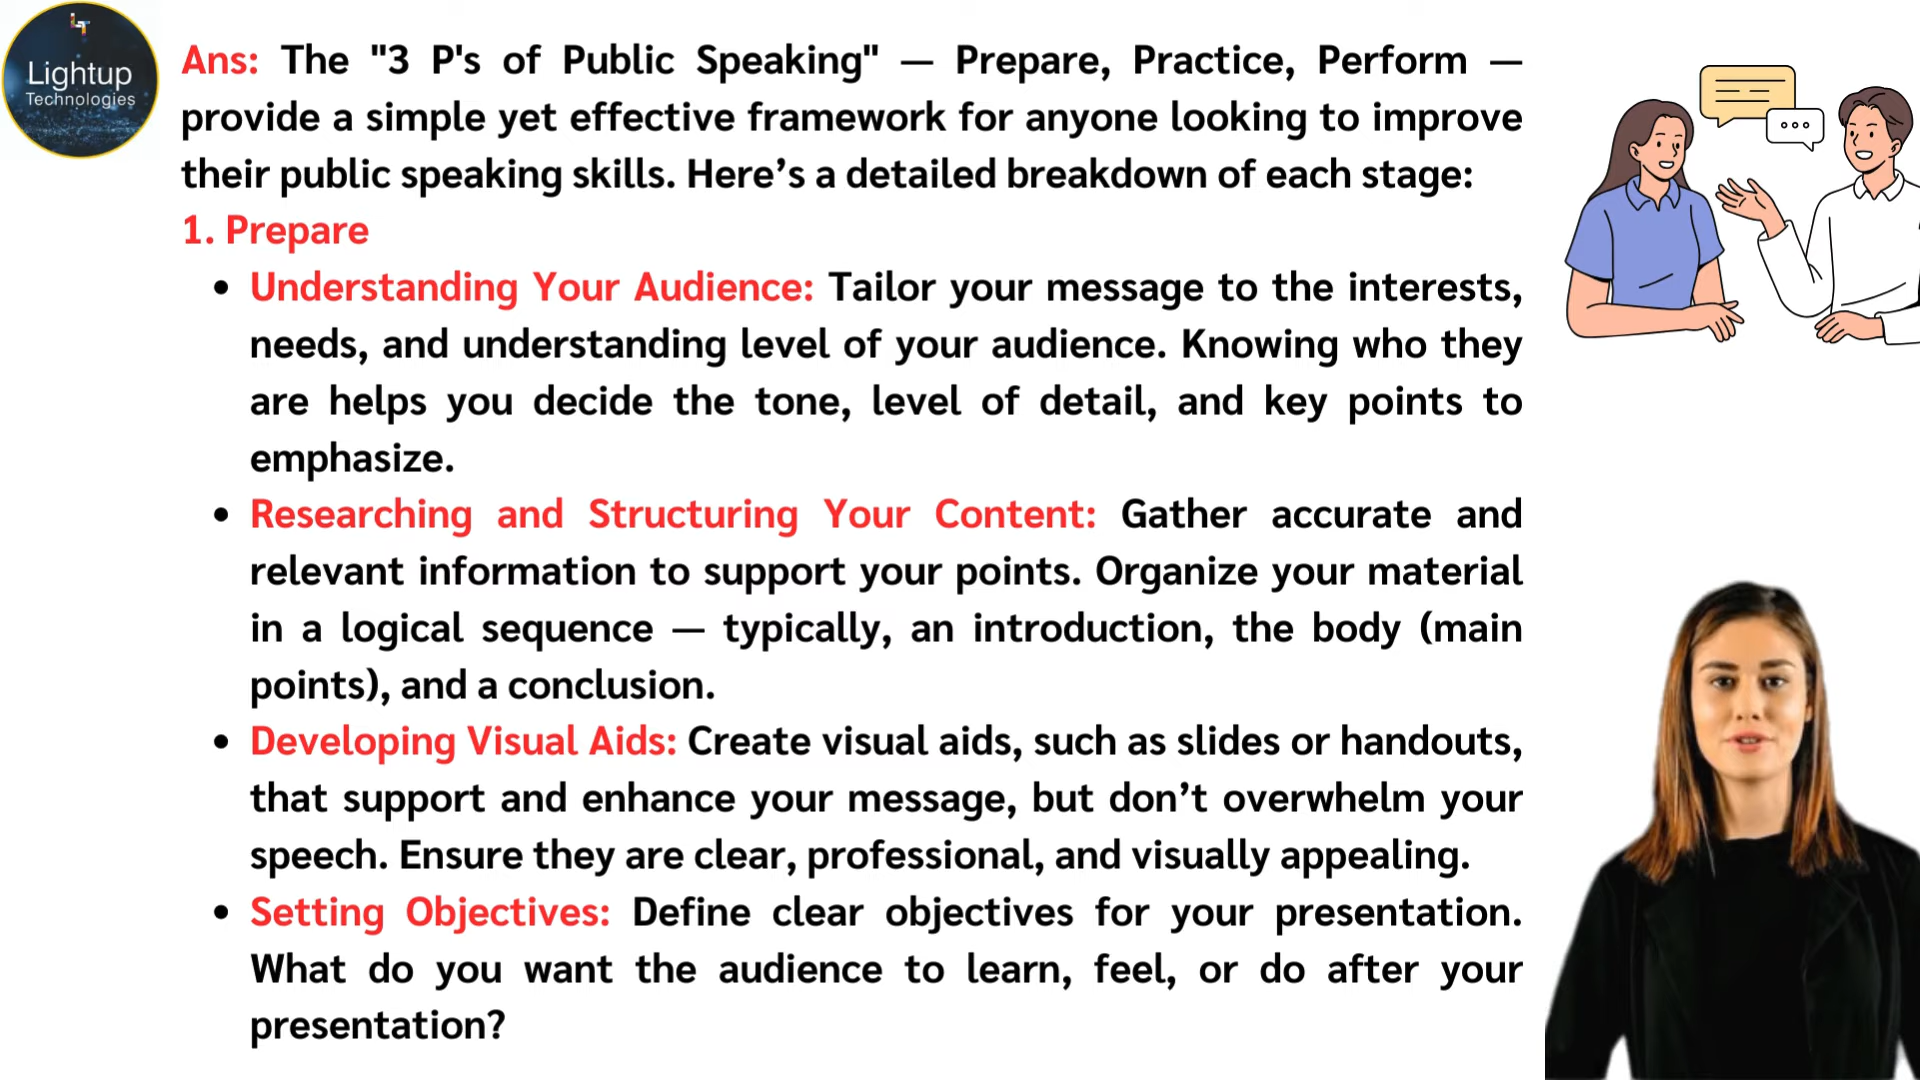 LT
Lightup
Technologies
Ans: The "3 P's of Public Speaking" — Prepare, Practice, Perform —
provide a simple yet effective framework for anyone looking to improve
their public speaking skills. Here’s a detailed breakdown of each stage:
1. Prepare
• Understanding Your Audience: Tailor your message to the interests,
needs, and understanding level of your audience. Knowing who they
are helps you decide the tone, level of detail, and key points to
emphasize.
• Researching and Structuring Your Content: Gather accurate and
relevant information to support your points. Organize your material
in a logical sequence — typically, an introduction, the body (main
points), and a conclusion.
• Developing Visual Aids: Create visual aids, such as slides or handouts,
that support and enhance your message, but don’t overwhelm your
speech. Ensure they are clear, professional, and visually appealing.
• Setting Objectives: Define clear objectives for your presentation.
What do you want the audience to learn, feel, or do after your
presentation?